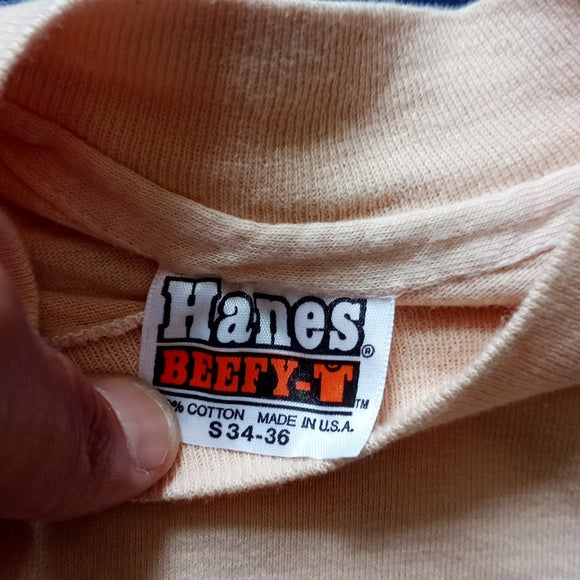 Hanes®
BEEFY-T™
% COTTON MADE IN U.S.A.
S 34-36